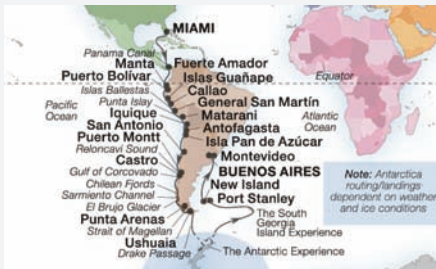 MIAMI
Panama Canal
Manta
Fuerte Amador
Puerto Bolívar
Islas Guañape
Equator
Islas Ballestas
Callao
Punta Islay
General San Martín
Pacific
Ocean
Iquique
Matarani
Atlantic
Ocean
San Antonio
Antofagasta
Puerto Montt
Isla Pan de Azúcar
Reloncavi Sound
Montevideo
Castro
BUENOS AIRES
Gulf of Corcovado
New Island
Chilean Fjords
Port Stanley
Sarmiento Channel
El Brujo Glacier
The South
Georgia
Island Experience
Punta Arenas
Strait of Magellan
Ushuaia
Drake Passage
The Antarctic Experience
Note: Antarctica
routing/landings
dependent on weather
and ice conditions